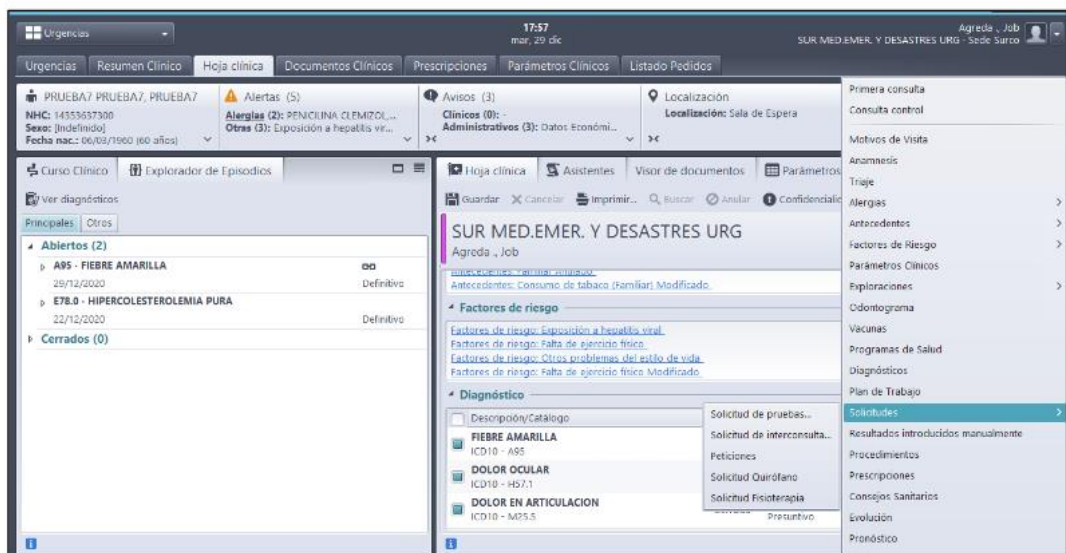 Urgencias
17:57
mar, 29 dic
Agreda ., Job
SUR MED.EMER. Y DESASTRES URG - Sede Surco
Urgencias
Resumen Clínico
Hoja clínica
Documentos Clínicos
Prescripciones
Parámetros Clínicos
Listado Pedidos
PRUEBA7 PRUEBA7, PRUEBA7
NHC: 14353637300
Sexo: [Indefinido]
Fecha nac.: 06/03/1960 (60 años)
Alertas (5)
Alergias (2): PENICILINA CLEMIZOL,...
Otras (3): Exposición a hepatitis vir...
Avisos (3)
Clínicos (0): -
Administrativos (3): Datos Económi...
Localización
Localización: Sala de Espera
Curso Clínico
Explorador de Episodios
Ver diagnósticos
Principales
Otros
Abiertos (2)
A95 - FIEBRE AMARILLA
29/12/2020
Definitivo
E78.0 - HIPERCOLESTEROLEMIA PURA
22/12/2020
Definitivo
Cerrados (0)
Hoja clínica
Asistentes
Visor de documentos
Parámetros
Guardar
Cancelar
Imprimir...
Buscar
Anular
Confidencialic
SUR MED.EMER. Y DESASTRES URG
Agreda ., Job
Antecedentes: Familiar Anulado
Antecedentes: Consumo de tabaco (Familiar) Modificado
Factores de riesgo
Factores de riesgo: Exposición a hepatitis viral
Factores de riesgo: Falta de ejercicio físico
Factores de riesgo: Otros problemas del estilo de vida
Factores de riesgo: Falta de ejercicio físico Modificado
Diagnóstico
Descripción/Catálogo
FIEBRE AMARILLA
ICD10 - A95
DOLOR OCULAR
ICD10 - H57.1
DOLOR EN ARTICULACION
ICD10 - M25.5
Presuntivo
Solicitud de pruebas...
Solicitud de interconsulta...
Peticiones
Solicitud Quirófano
Solicitud Fisioterapia
Primera consulta
Consulta control
Motivos de Visita
Anamnesis
Triaje
Alergias
Antecedentes
Factores de Riesgo
Parámetros Clínicos
Exploraciones
Odontograma
Vacunas
Programas de Salud
Diagnósticos
Plan de Trabajo
Solicitudes
Resultados introducidos manualmente
Procedimientos
Prescripciones
Consejos Sanitarios
Evolución
Pronóstico